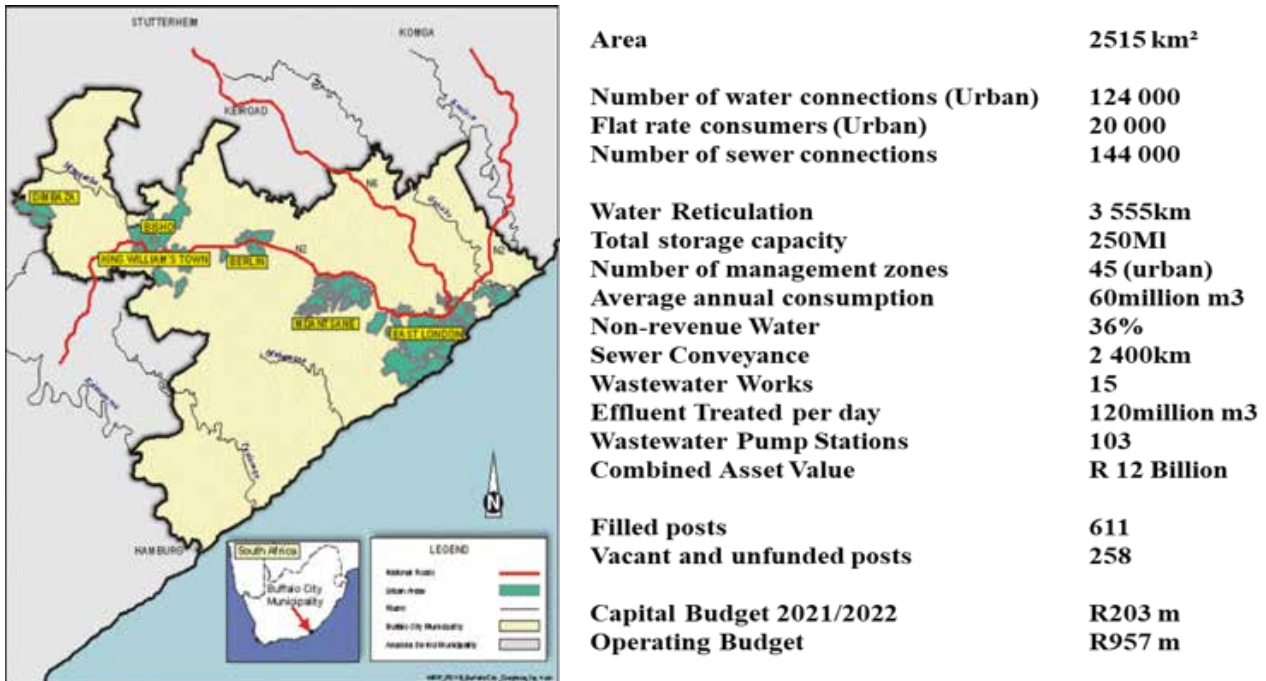 STUTTERHEIM
KOMGA
KEIROAD
N6
DIMBAZA
BISHO
N2
KING WILLIAM'S TOWN
BERLIN
N2
MDANTSANE
EAST LONDON
N
HAMBURG
South Africa
Buffalo City
Municipality
LEGEND
National Roads
Urban Areas
Rivers
Buffalo City Municipality
Area 2515 km²
Number of water connections (Urban) 124 000
Flat rate consumers (Urban) 20 000
Number of sewer connections 144 000
Water Reticulation 3 555km
Total storage capacity 250Ml
Number of management zones 45 (urban)
Average annual consumption 60million m3
Non-revenue Water 36%
Sewer Conveyance 2 400km
Wastewater Works 15
Effluent Treated per day 120million m3
Wastewater Pump Stations 103
Combined Asset Value R 12 Billion
Filled posts 611
Vacant and unfunded posts 258
Capital Budget 2021/2022 R203 m
Operating Budget R957 m